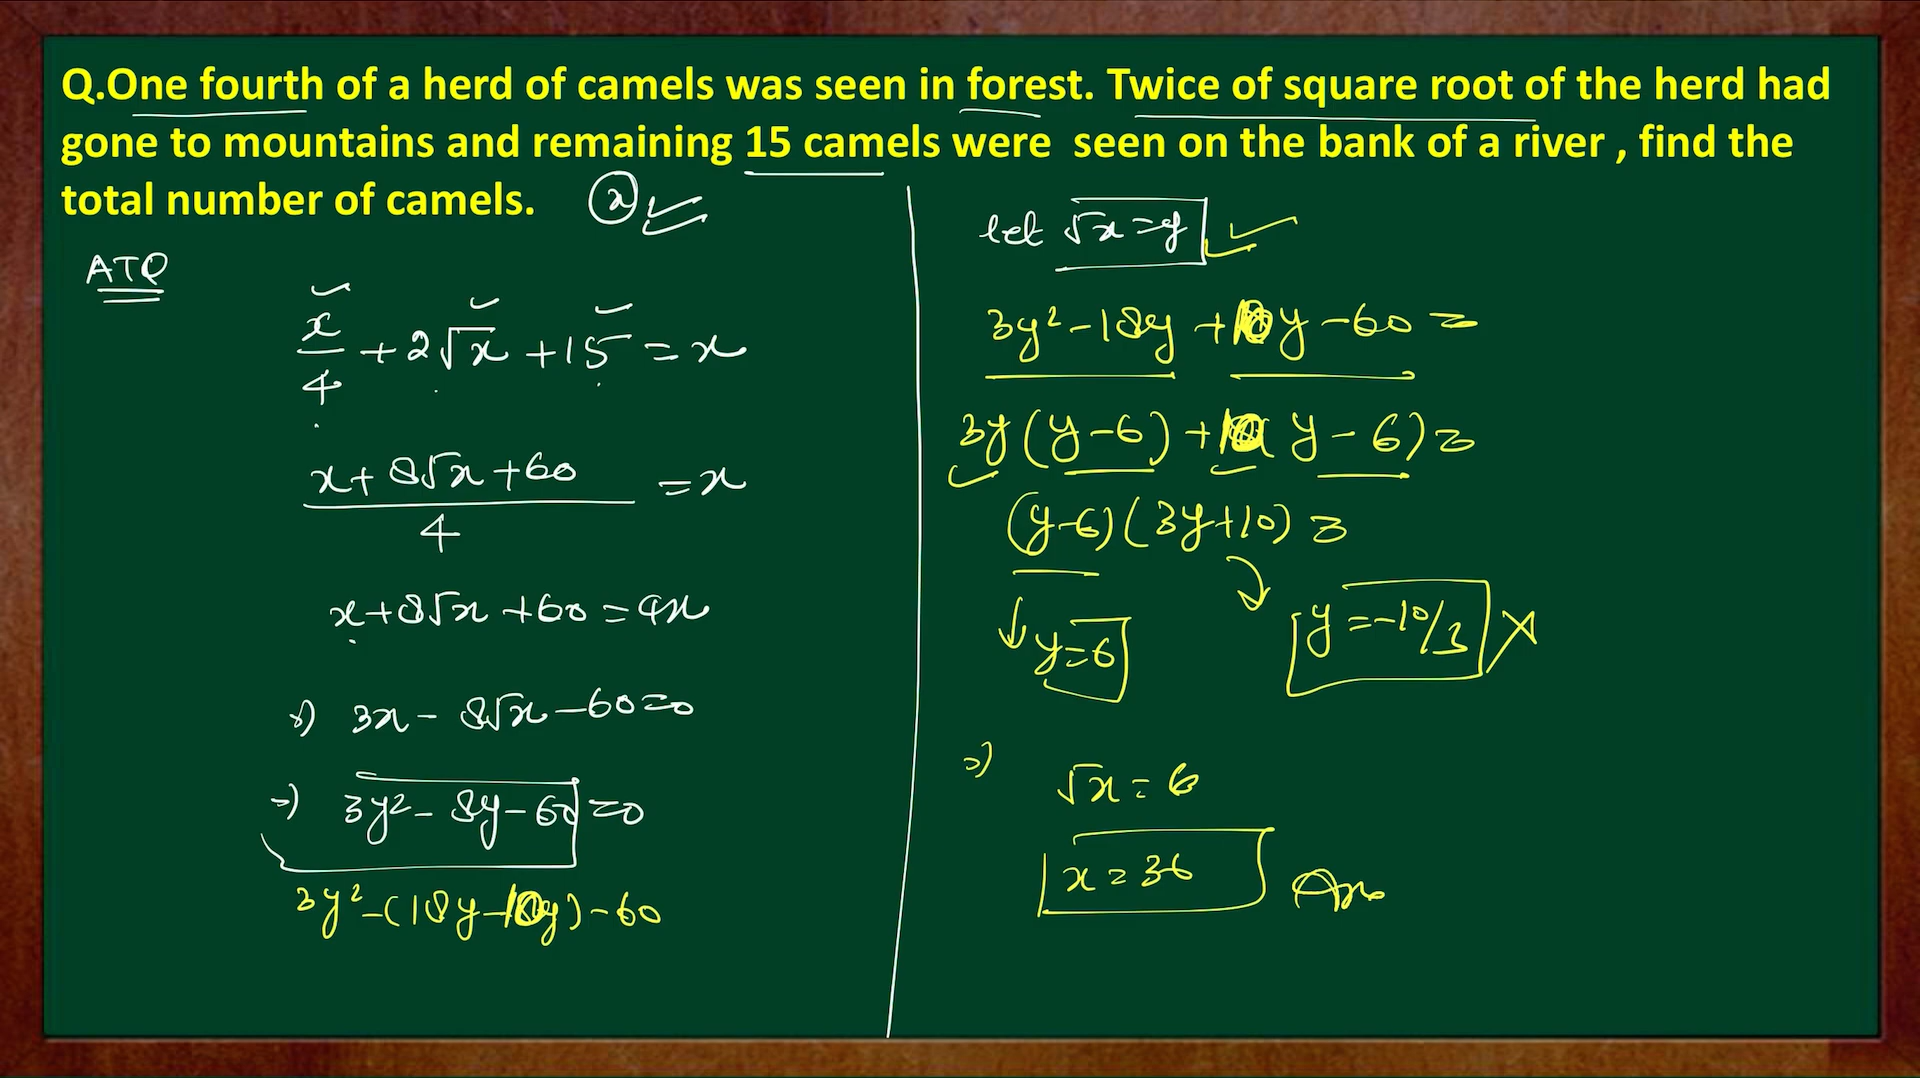 Q.One fourth of a herd of camels was seen in forest. Twice of square root of the herd had
gone to mountains and remaining 15 camels were seen on the bank of a river , find the
total number of camels. x
ATQ
x/4 + 2√x + 15 = x
(x + 8√x + 60)/4 = x
x + 8√x + 60 = 4x
⇒) 3x - 8√x - 60 = 0
⇒) 3y² - 8y - 60 = 0
3y² - (18y - 10y) - 60
let √x = y
3y² - 18y + 10y - 60 =
3y(y - 6) + 10(y - 6) =
(y - 6)(3y + 10) =
y = 6 y = -10/3 ×
⇒) √x = 6
x = 36 Ans